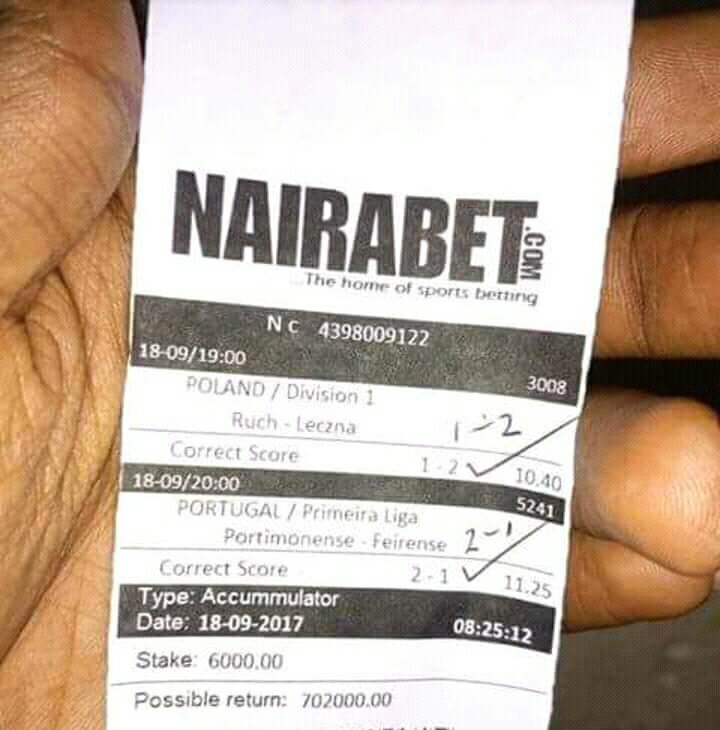 NAIRABET.COM
The home of sports betting
Nc 4398009122
18-09/19:00 3008
POLAND / Division 1
Ruch - Leczna 1-2
Correct Score 1 - 2 10.40
18-09/20:00 5241
PORTUGAL / Primeira Liga
Portimonense - Feirense 2-1
Correct Score 2 - 1 11.25
Type: Accummulator
Date: 18-09-2017 08:25:12
Stake: 6000.00
Possible return: 702000.00